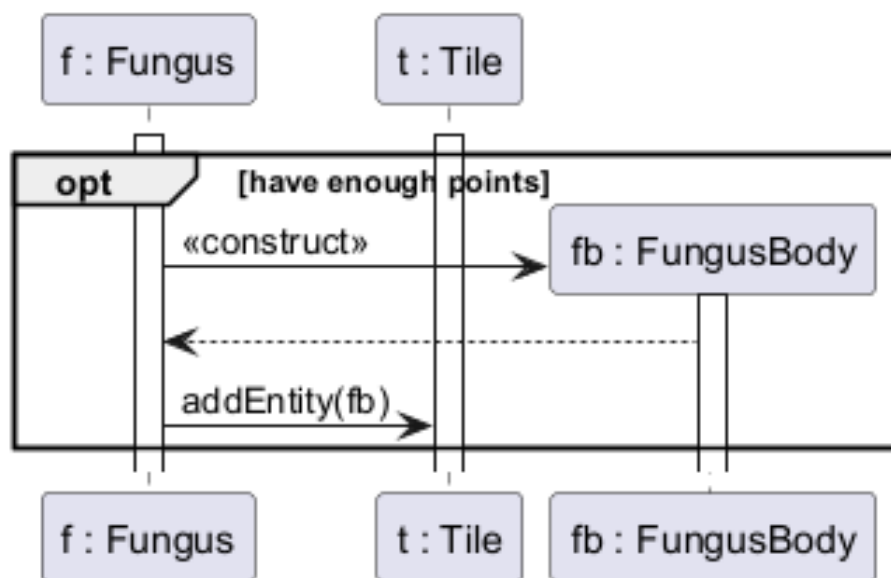 f : Fungus
t : Tile
opt
[have enough points]
«construct»
fb : FungusBody
addEntity(fb)
f : Fungus
t : Tile
fb : FungusBody